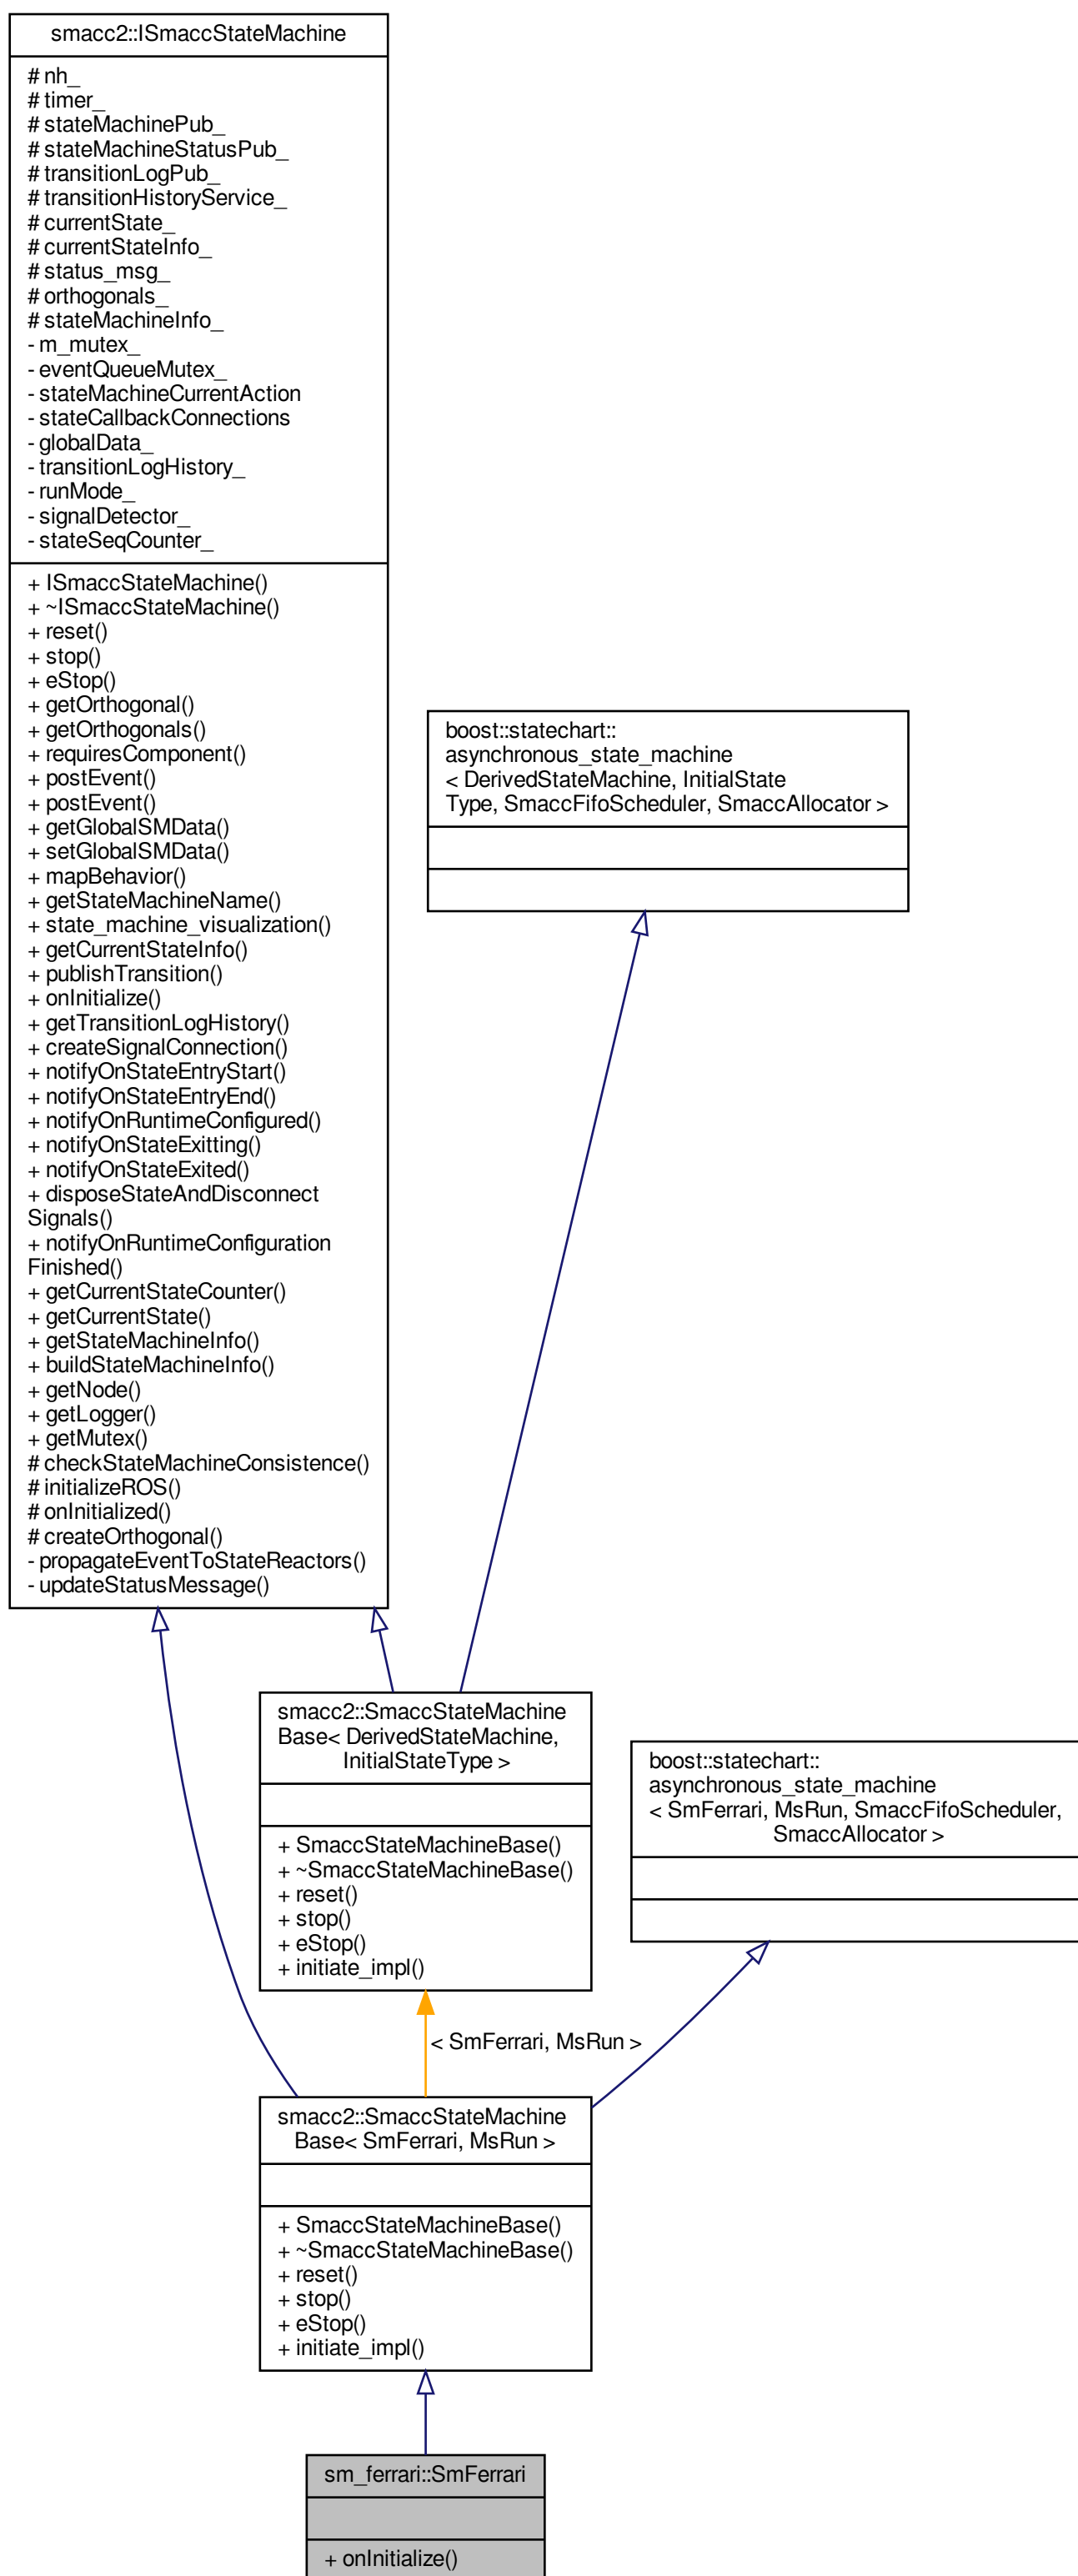 smacc2::ISmaccStateMachine
# nh_
# timer_
# stateMachinePub_
# stateMachineStatusPub_
# transitionLogPub_
# transitionHistoryService_
# currentState_
# currentStateInfo_
# status_msg_
# orthogonals_
# stateMachineInfo_
- m_mutex_
- eventQueueMutex_
- stateMachineCurrentAction
- stateCallbackConnections
- globalData_
- transitionLogHistory_
- runMode_
- signalDetector_
- stateSeqCounter_
+ ISmaccStateMachine()
+ ~ISmaccStateMachine()
+ reset()
+ stop()
+ eStop()
+ getOrthogonal()
+ getOrthogonals()
+ requiresComponent()
+ postEvent()
+ postEvent()
+ getGlobalSMData()
+ setGlobalSMData()
+ mapBehavior()
+ getStateMachineName()
+ state_machine_visualization()
+ getCurrentStateInfo()
+ publishTransition()
+ onInitialize()
+ getTransitionLogHistory()
+ createSignalConnection()
+ notifyOnStateEntryStart()
+ notifyOnStateEntryEnd()
+ notifyOnRuntimeConfigured()
+ notifyOnStateExitting()
+ notifyOnStateExited()
+ disposeStateAndDisconnect
Signals()
+ notifyOnRuntimeConfiguration
Finished()
+ getCurrentStateCounter()
+ getCurrentState()
+ getStateMachineInfo()
+ buildStateMachineInfo()
+ getNode()
+ getLogger()
+ getMutex()
# checkStateMachineConsistence()
# initializeROS()
# onInitialized()
# createOrthogonal()
- propagateEventToStateReactors()
- updateStatusMessage()
boost::statechart::
asynchronous_state_machine
< DerivedStateMachine, InitialState
Type, SmaccFifoScheduler, SmaccAllocator >
smacc2::SmaccStateMachine
Base< DerivedStateMachine,
InitialStateType >
+ SmaccStateMachineBase()
+ ~SmaccStateMachineBase()
+ reset()
+ stop()
+ eStop()
+ initiate_impl()
boost::statechart::
asynchronous_state_machine
< SmFerrari, MsRun, SmaccFifoScheduler,
SmaccAllocator >
< SmFerrari, MsRun >
smacc2::SmaccStateMachine
Base< SmFerrari, MsRun >
+ SmaccStateMachineBase()
+ ~SmaccStateMachineBase()
+ reset()
+ stop()
+ eStop()
+ initiate_impl()
sm_ferrari::SmFerrari
+ onInitialize()